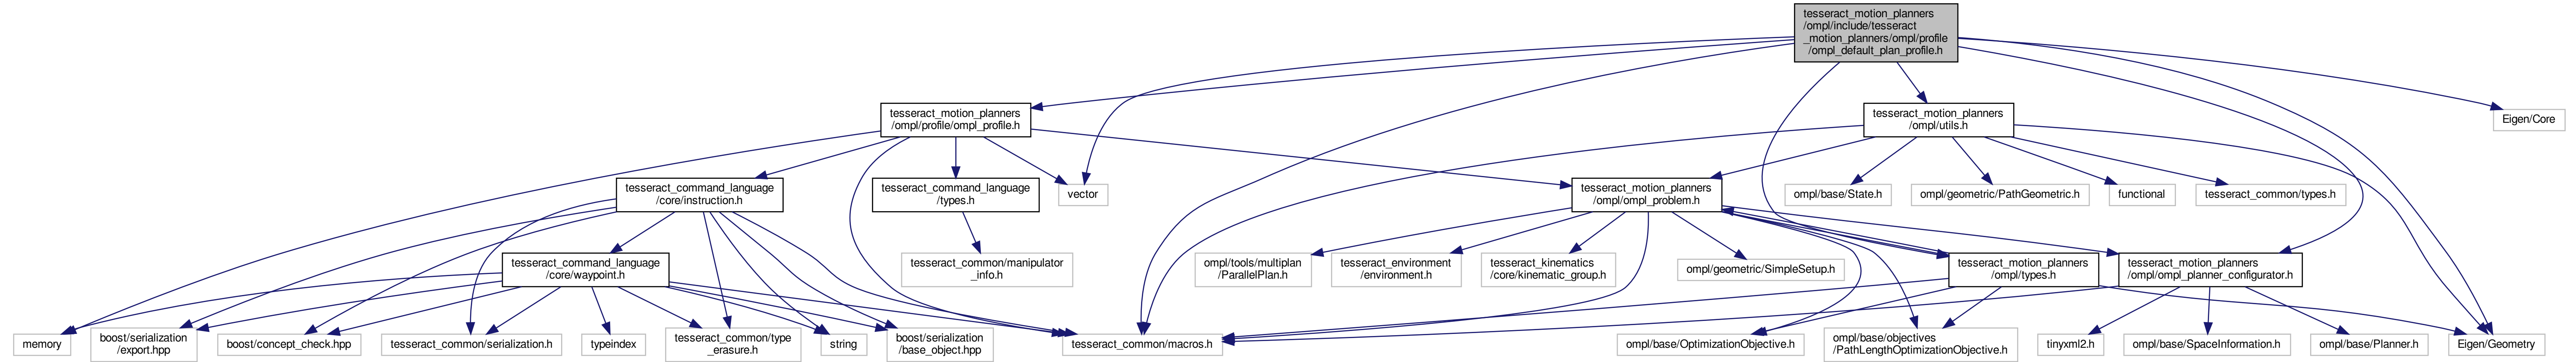 tesseract_motion_planners
/ompl/include/tesseract
_motion_planners/ompl/profile
/ompl_default_plan_profile.h
tesseract_motion_planners
/ompl/profile/ompl_profile.h
tesseract_motion_planners
/ompl/utils.h
Eigen/Core
tesseract_command_language
/core/instruction.h
tesseract_command_language
/types.h
vector
tesseract_motion_planners
/ompl/ompl_problem.h
ompl/base/State.h
ompl/geometric/PathGeometric.h
functional
tesseract_common/types.h
tesseract_command_language
/core/waypoint.h
tesseract_common/manipulator
_info.h
ompl/tools/multiplan
/ParallelPlan.h
tesseract_environment
/environment.h
tesseract_kinematics
/core/kinematic_group.h
ompl/geometric/SimpleSetup.h
tesseract_motion_planners
/ompl/types.h
tesseract_motion_planners
/ompl/ompl_planner_configurator.h
memory
boost/serialization
/export.hpp
boost/concept_check.hpp
tesseract_common/serialization.h
typeindex
tesseract_common/type
_erasure.h
string
boost/serialization
/base_object.hpp
tesseract_common/macros.h
ompl/base/OptimizationObjective.h
ompl/base/objectives
/PathLengthOptimizationObjective.h
tinyxml2.h
ompl/base/SpaceInformation.h
ompl/base/Planner.h
Eigen/Geometry